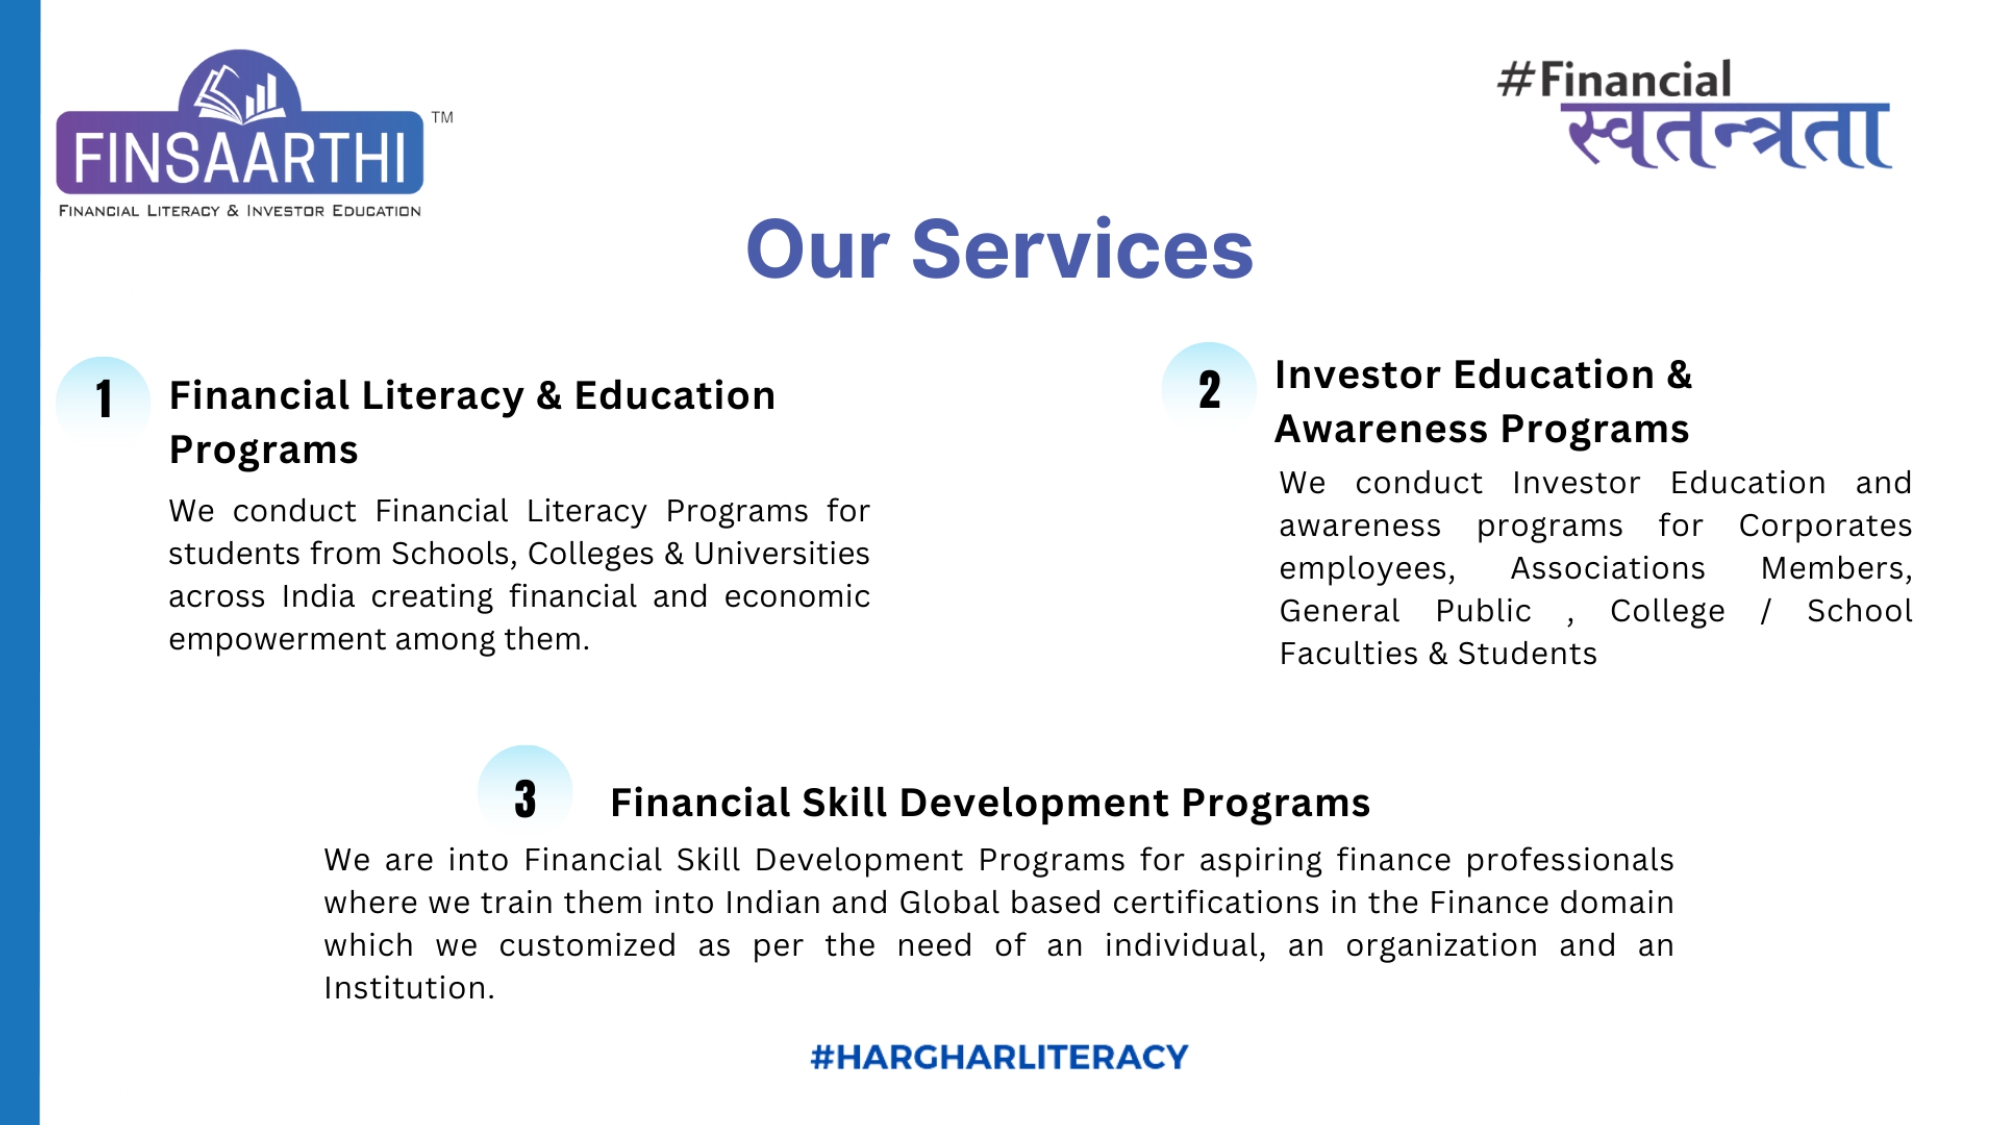 FINSAARTHI TM
FINANCIAL LITERACY & INVESTOR EDUCATION
#Financial
स्वतन्त्रता
Our Services
1
Financial Literacy & Education
Programs
We conduct Financial Literacy Programs for
students from Schools, Colleges & Universities
across India creating financial and economic
empowerment among them.
2
Investor Education &
Awareness Programs
We conduct Investor Education and
awareness programs for Corporates
employees, Associations Members,
General Public , College / School
Faculties & Students
3
Financial Skill Development Programs
We are into Financial Skill Development Programs for aspiring finance professionals
where we train them into Indian and Global based certifications in the Finance domain
which we customized as per the need of an individual, an organization and an
Institution.
#HARGHARLITERACY